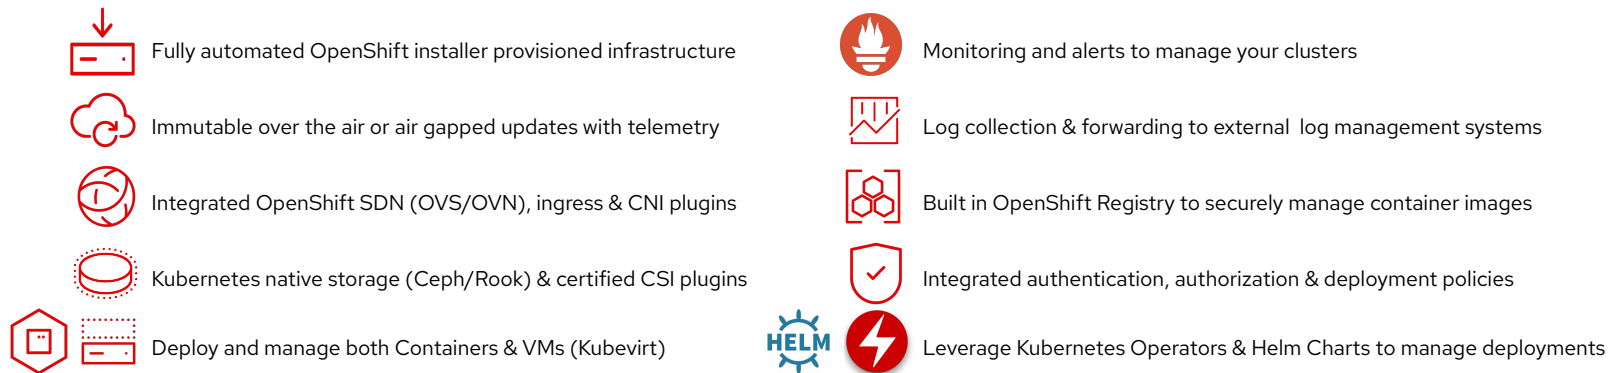 Fully automated OpenShift installer provisioned infrastructure
Immutable over the air or air gapped updates with telemetry
Integrated OpenShift SDN (OVS/OVN), ingress & CNI plugins
Kubernetes native storage (Ceph/Rook) & certified CSI plugins
Deploy and manage both Containers & VMs (Kubevirt)
Monitoring and alerts to manage your clusters
Log collection & forwarding to external  log management systems
Built in OpenShift Registry to securely manage container images
Integrated authentication, authorization & deployment policies
HELM
Leverage Kubernetes Operators & Helm Charts to manage deployments